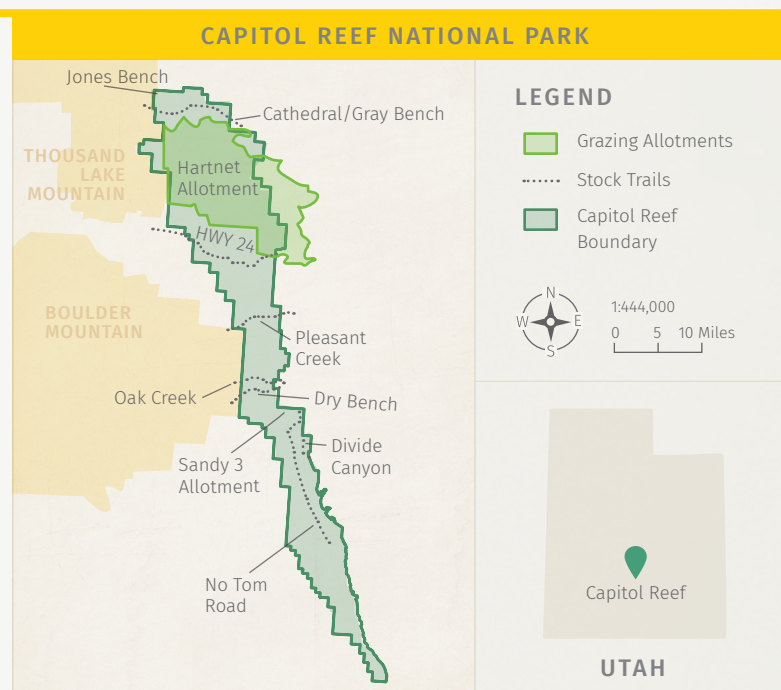 CAPITOL REEF NATIONAL PARK
Jones Bench
Cathedral/Gray Bench
THOUSAND
LAKE
MOUNTAIN
Hartnet
Allotment
HWY 24
BOULDER
MOUNTAIN
Pleasant
Creek
Oak Creek
Dry Bench
Sandy 3
Allotment
Divide
Canyon
No Tom
Road
LEGEND
Grazing Allotments
Stock Trails
Capitol Reef
Boundary
N
W
E
S
1:444,000
0 5 10 Miles
Capitol Reef
UTAH